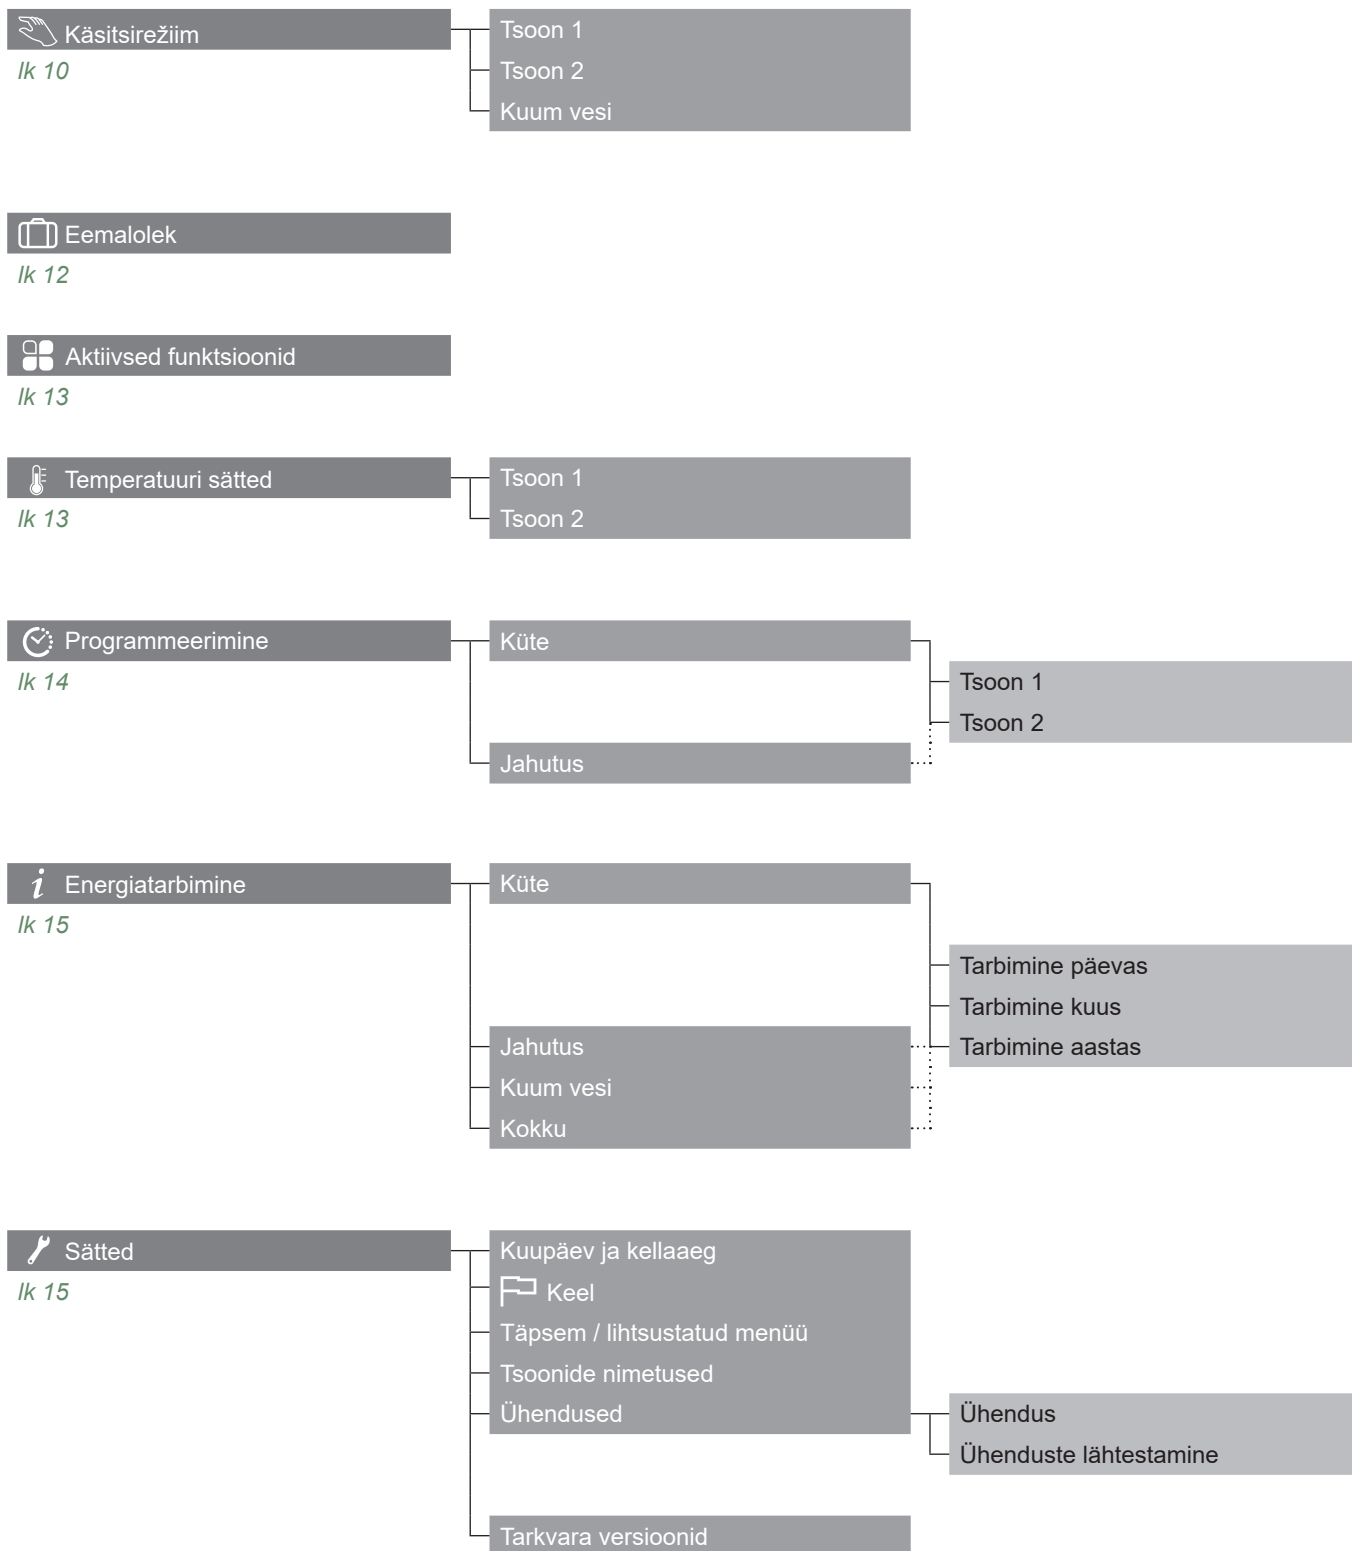 Käsitsirežiim
lk 10
Tsoon 1
Tsoon 2
Kuum vesi
Eemalolek
lk 12
Aktiivsed funktsioonid
lk 13
Temperatuuri sätted
lk 13
Tsoon 1
Tsoon 2
Programmeerimine
lk 14
Küte
Tsoon 1
Tsoon 2
Jahutus
Energiatarbimine
lk 15
Küte
Tarbimine päevas
Tarbimine kuus
Tarbimine aastas
Jahutus
Kuum vesi
Kokku
Sätted
lk 15
Kuupäev ja kellaaeg
Keel
Täpsem / lihtsustatud menüü
Tsoonide nimetused
Ühendused
Ühendus
Ühenduste lähtestamine
Tarkvara versioonid